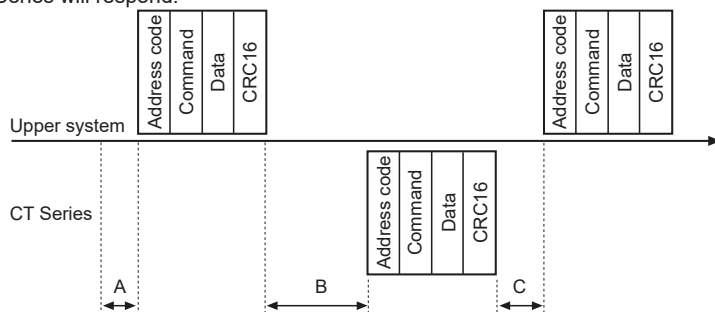 Series will respond.
Address code
Command
Data
CRC16
Address code
Command
Data
CRC16
Upper system
Address code
Command
Data
CRC16
CT Series
A
B
C